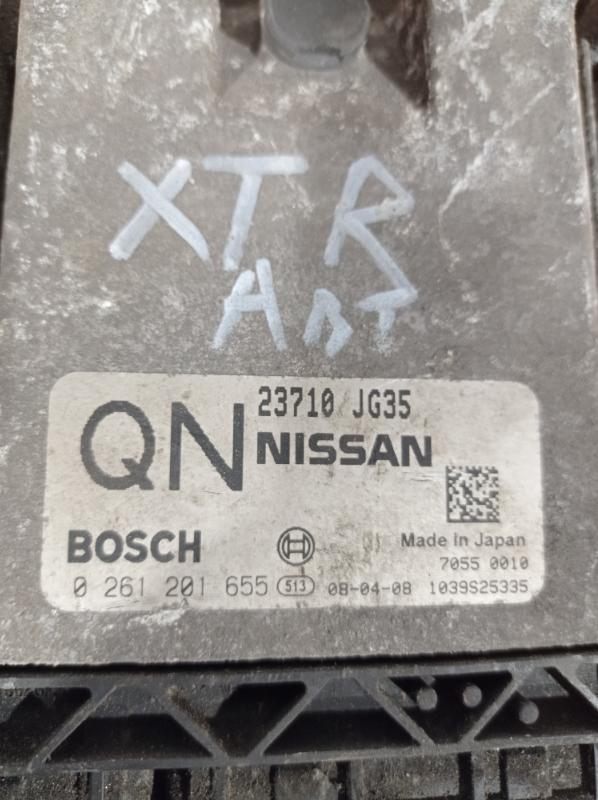 XTR
ABT
QN 23710 JG35
NISSAN
BOSCH
Made in Japan
7055 0010
0 261 201 655 513 08-04-08 1039S25335